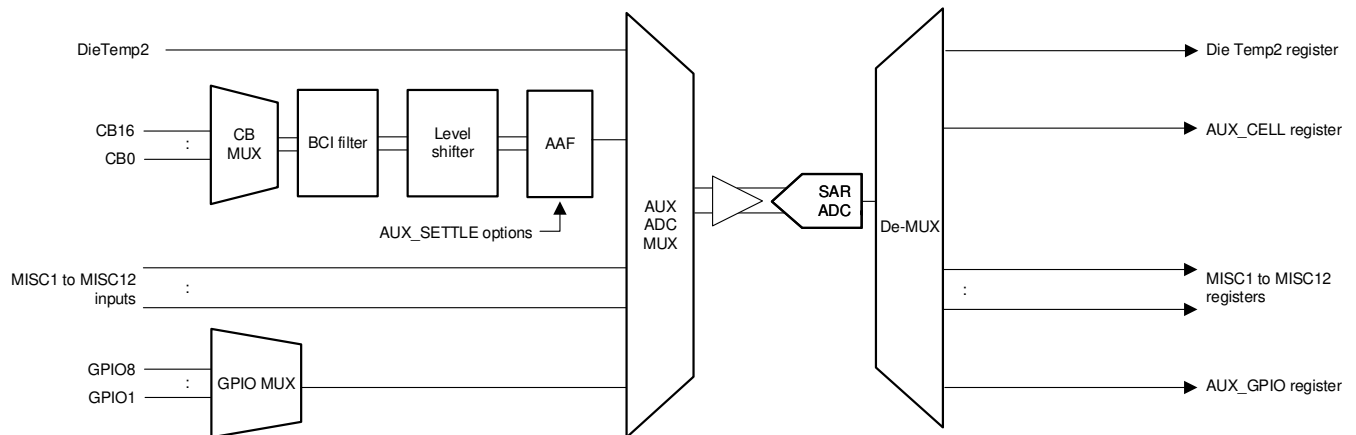 DieTemp2
CB16
:
CB0
CB
MUX
BCI filter
Level
shifter
AAF
AUX_SETTLE options
MISC1 to MISC12
inputs
:
GPIO8
:
GPIO1
GPIO MUX
AUX
ADC
MUX
SAR
ADC
De-MUX
Die Temp2 register
AUX_CELL register
:
MISC1 to MISC12
registers
AUX_GPIO register